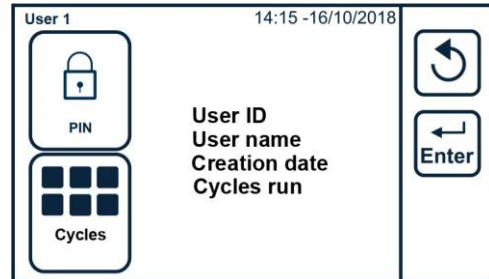 User 1
14:15 -16/10/2018
PIN
User ID
User name
Creation date
Cycles run
Cycles
Enter